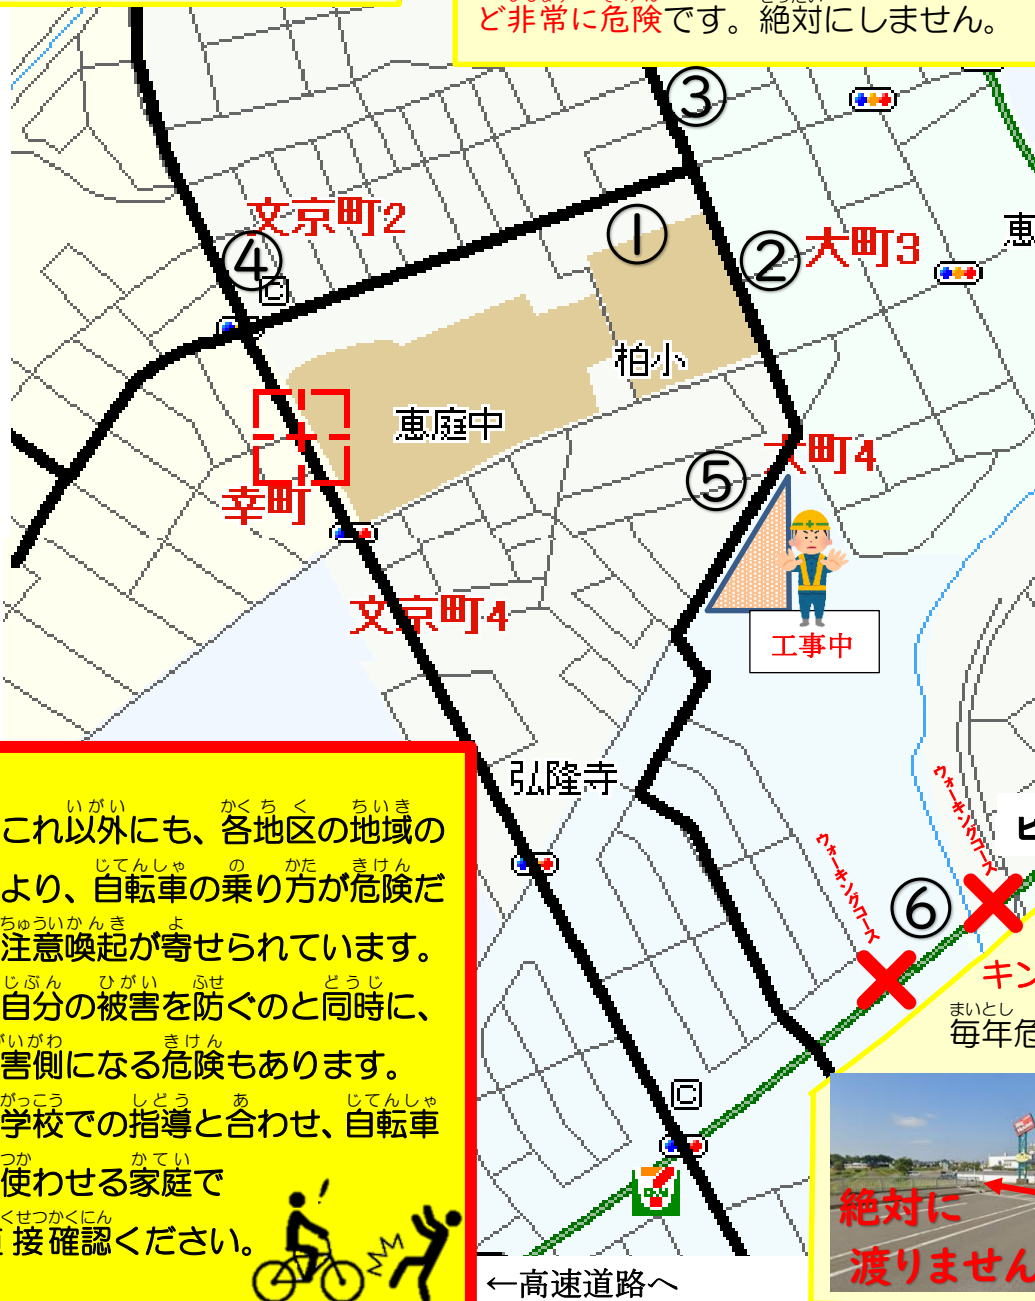 ど非常に危険です。絶対にしません。
③
文京町2
①
④
②
大町3
恵
C
柏小
恵庭中
大町4
⑤
幸町
文京町4
工事中
弘隆寺
ウォーキングコース
ウォーキングコース
ピ
⑥
これ以外にも、各地区の地域の
より、自転車の乗り方が危険だ
注意喚起が寄せられています。
自分の被害を防ぐのと同時に、
害側になる危険もあります。
学校での指導と合わせ、自転車
使わせる家庭で
接確認ください。
キン
毎年危
C
絶対に
渡りません
←高速道路へ